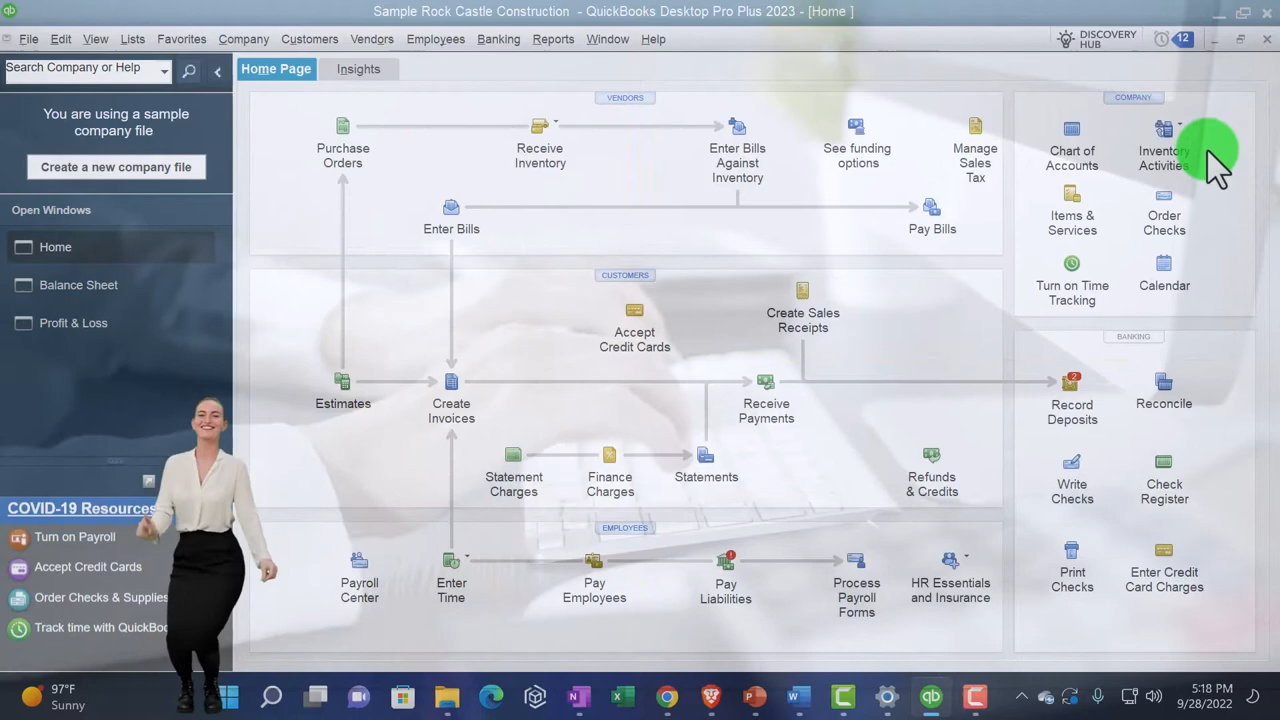 Sample Rock Castle Construction - QuickBooks Desktop Pro Plus 2023 - [Home ]
File Edit View Lists Favorites Company Customers Vendors Employees Banking Reports Window Help
DISCOVERY
HUB
12
Search Company or Help
Home Page
Insights
You are using a sample
company file
Create a new company file
Open Windows
Home
Balance Sheet
Profit & Loss
COVID-19 Resources
Turn on Payroll
Accept Credit Cards
Order Checks & Supplies
Track time with QuickBoo
VENDORS
Purchase
Orders
Receive
Inventory
Enter Bills
Against
Inventory
See funding
options
Manage
Sales
Tax
Enter Bills
Pay Bills
CUSTOMERS
Accept
Credit Cards
Create Sales
Receipts
Estimates
Create
Invoices
Receive
Payments
Statement
Charges
Finance
Charges
Statements
Refunds
& Credits
EMPLOYEES
Payroll
Center
Enter
Time
Pay
Employees
Pay
Liabilities
Process
Payroll
Forms
HR Essentials
and Insurance
COMPANY
Chart of
Accounts
Inventory
Activities
Items &
Services
Order
Checks
Turn on Time
Tracking
Calendar
BANKING
2
Record
Deposits
Reconcile
Write
Checks
Check
Register
Print
Checks
Enter Credit
Card Charges
97°F
Sunny
5:18 PM
9/28/2022